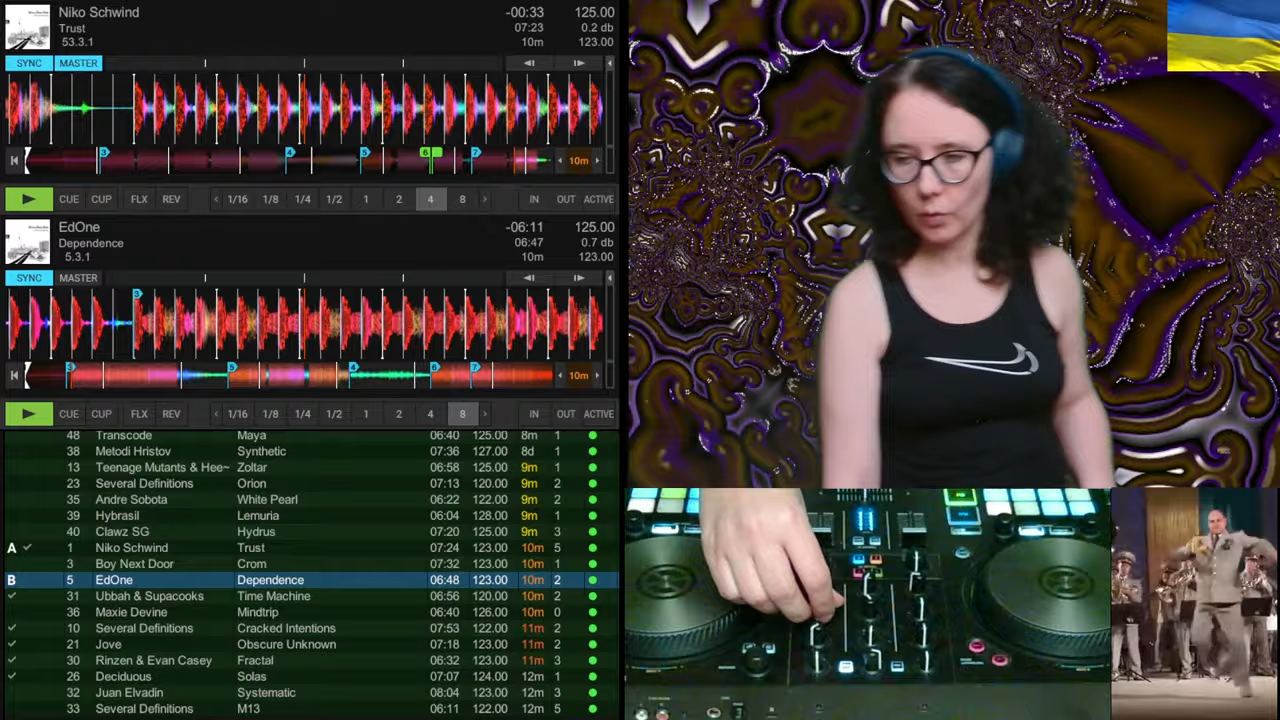 Niko Schwind -00:33 125.00
Trust 07:23 0.2 db
53.3.1 10m 123.00
SYNC MASTER
3 4 5 6 7 10m
CUE CUP FLX REV 1/16 1/8 1/4 1/2 1 2 4 8 IN OUT ACTIVE
EdOne -06:11 125.00
Dependence 06:47 0.7 db
5.3.1 10m 123.00
SYNC MASTER
3
3 5 4 6 7 10m
CUE CUP FLX REV 1/16 1/8 1/4 1/2 1 2 4 8 IN OUT ACTIVE
48 Transcode Maya 06:40 125.00 8m 1
38 Metodi Hristov Synthetic 07:36 127.00 8d 1
13 Teenage Mutants & Hee~ Zoltar 06:58 125.00 9m 1
23 Several Definitions Orion 07:13 120.00 9m 2
35 Andre Sobota White Pearl 06:22 122.00 9m 2
39 Hybrasil Lemuria 06:04 128.00 9m 1
40 Clawz SG Hydrus 07:20 125.00 9m 3
A 1 Niko Schwind Trust 07:24 123.00 10m 5
3 Boy Next Door Crom 07:32 123.00 10m 1
B 5 EdOne Dependence 06:48 123.00 10m 2
31 Ubbah & Supacooks Time Machine 06:56 120.00 10m 2
36 Maxie Devine Mindtrip 06:40 126.00 10m 0
10 Several Definitions Cracked Intentions 07:53 122.00 11m 2
21 Jove Obscure Unknown 07:18 123.00 11m 2
30 Rinzen & Evan Casey Fractal 06:32 123.00 11m 3
26 Deciduous Solas 07:07 124.00 12m 1
32 Juan Elvadin Systematic 08:04 123.00 12m 3
33 Several Definitions M13 06:11 122.00 12m 5